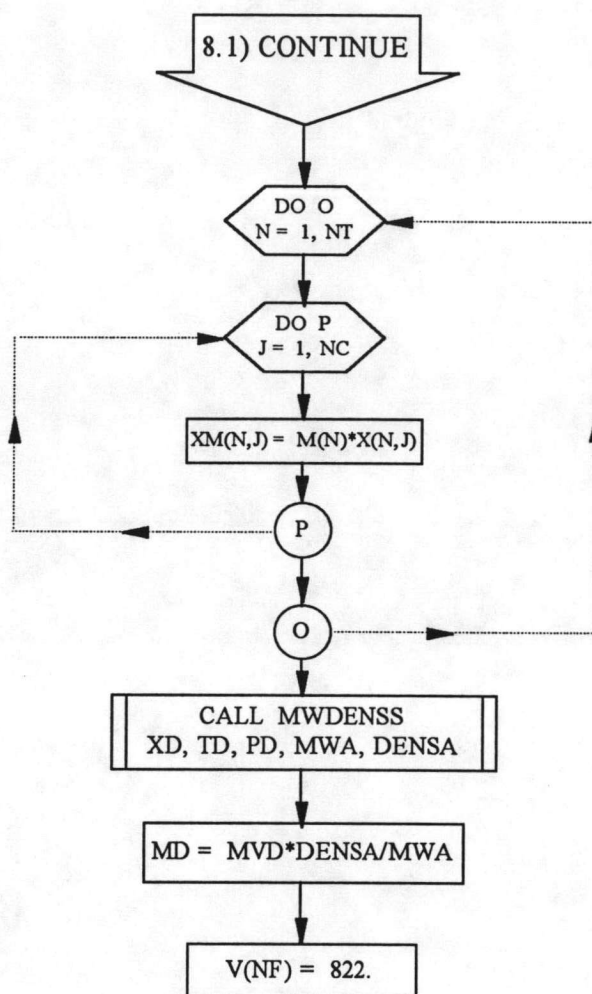 8.1) CONTINUE
DO O
N = 1, NT
DO P
J = 1, NC
XM(N,J) = M(N)*X(N,J)
P
O
CALL MWDENSS
XD, TD, PD, MWA, DENSA
MD = MVD*DENSA/MWA
V(NF) = 822.